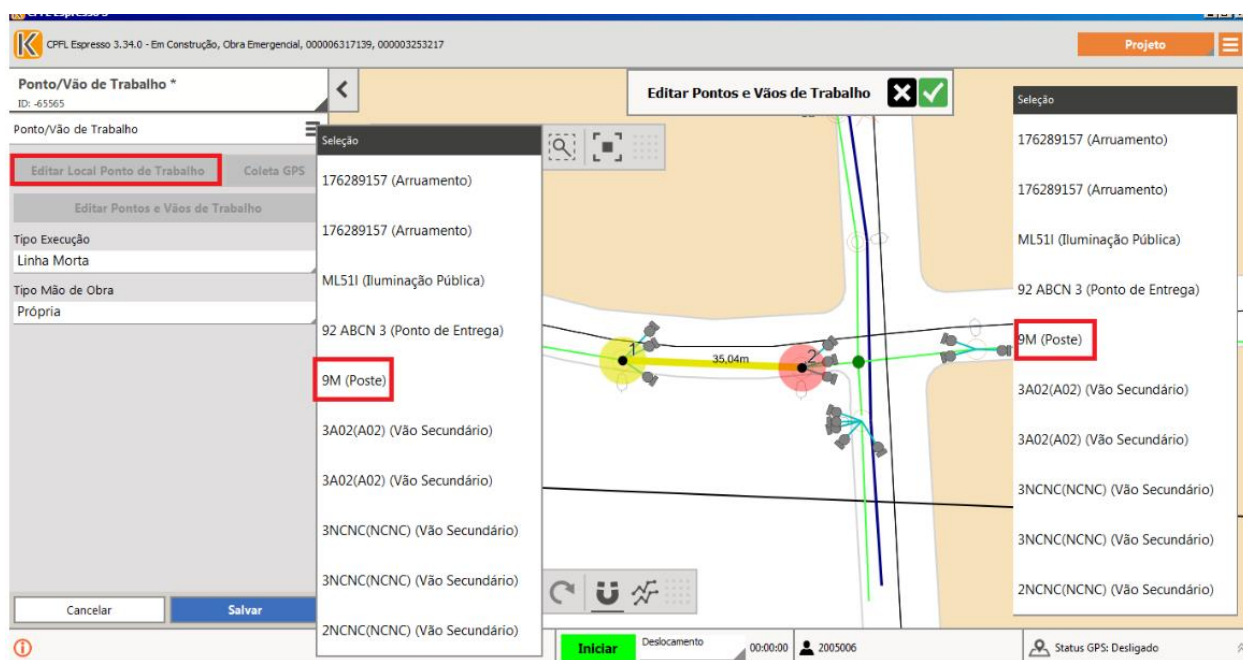 CPFL Espresso 3
CPFL Espresso 3.34.0 - Em Construção, Obra Emergencial, 000006317139, 000003253217
Projeto
Ponto/Vão de Trabalho *
ID: -65565
Ponto/Vão de Trabalho
Editar Local Ponto de Trabalho
Coleta GPS
Editar Pontos e Vãos de Trabalho
Tipo Execução
Linha Morta
Tipo Mão de Obra
Própria
Cancelar
Salvar
Seleção
176289157 (Arruamento)
176289157 (Arruamento)
ML51I (Iluminação Pública)
92 ABCN 3 (Ponto de Entrega)
9M (Poste)
3A02(A02) (Vão Secundário)
3A02(A02) (Vão Secundário)
3NCNC(NCNC) (Vão Secundário)
3NCNC(NCNC) (Vão Secundário)
2NCNC(NCNC) (Vão Secundário)
Editar Pontos e Vãos de Trabalho
1
35,04m
2
Seleção
176289157 (Arruamento)
176289157 (Arruamento)
ML51I (Iluminação Pública)
92 ABCN 3 (Ponto de Entrega)
9M (Poste)
3A02(A02) (Vão Secundário)
3A02(A02) (Vão Secundário)
3NCNC(NCNC) (Vão Secundário)
3NCNC(NCNC) (Vão Secundário)
2NCNC(NCNC) (Vão Secundário)
Iniciar
Deslocamento
00:00:00
2005006
Status GPS: Desligado